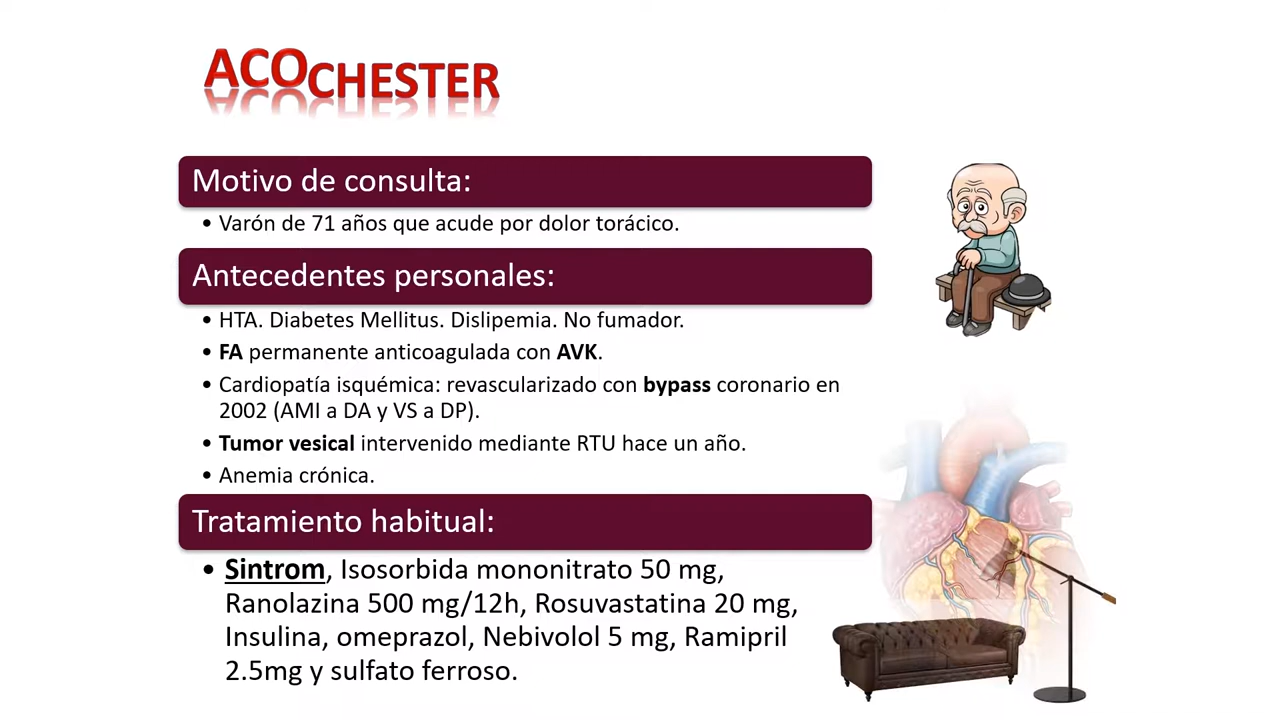 ACOCHESTER
Motivo de consulta:
• Varón de 71 años que acude por dolor torácico.
Antecedentes personales:
• HTA. Diabetes Mellitus. Dislipemia. No fumador.
• FA permanente anticoagulada con AVK.
• Cardiopatía isquémica: revascularizado con bypass coronario en
2002 (AMI a DA y VS a DP).
• Tumor vesical intervenido mediante RTU hace un año.
• Anemia crónica.
Tratamiento habitual:
• Sintrom, Isosorbida mononitrato 50 mg,
Ranolazina 500 mg/12h, Rosuvastatina 20 mg,
Insulina, omeprazol, Nebivolol 5 mg, Ramipril
2.5mg y sulfato ferroso.